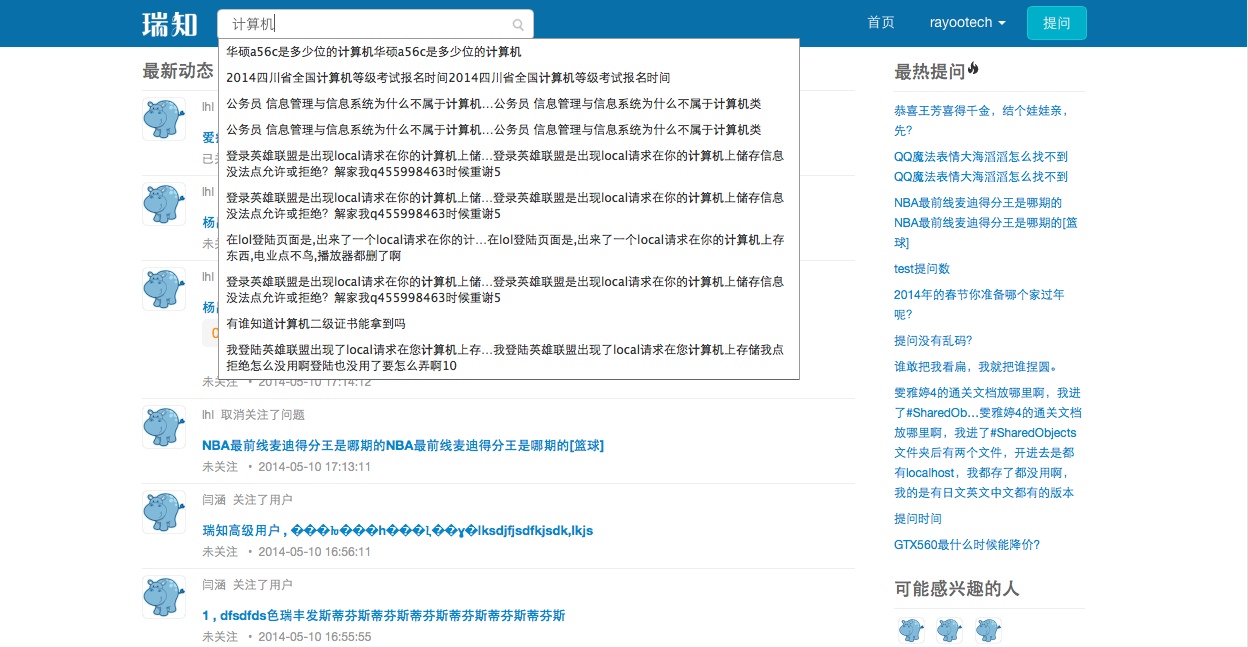 瑞知
计算机
首页
rayootech
提问
华硕a56c是多少位的计算机华硕a56c是多少位的计算机
2014四川省全国计算机等级考试报名时间2014四川省全国计算机等级考试报名时间
公务员 信息管理与信息系统为什么不属于计算机...公务员 信息管理与信息系统为什么不属于计算机类
公务员 信息管理与信息系统为什么不属于计算机...公务员 信息管理与信息系统为什么不属于计算机类
登录英雄联盟是出现local请求在你的计算机上储...登录英雄联盟是出现local请求在你的计算机上储存信息
没法点允许或拒绝？解家我q455998463时候重谢5
登录英雄联盟是出现local请求在你的计算机上储...登录英雄联盟是出现local请求在你的计算机上储存信息
没法点允许或拒绝？解家我q455998463时候重谢5
在lol登陆页面是,出来了一个local请求在你的计...在lol登陆页面是,出来了一个local请求在你的计算机上存
东西,电业点不鸟,播放器都删了啊
登录英雄联盟是出现local请求在你的计算机上储...登录英雄联盟是出现local请求在你的计算机上储存信息
没法点允许或拒绝？解家我q455998463时候重谢5
有谁知道计算机二级证书能拿到吗
我登陆英雄联盟出现了local请求在您计算机上存...我登陆英雄联盟出现了local请求在您计算机上存储我点
拒绝怎么没用啊登陆也没用了要怎么弄啊10
最新动态
lhl
lhl
杨
lhl
杨
未关注 • 2014-05-10 17:14:12
lhl 取消关注了问题
NBA最前线麦迪得分王是哪期的NBA最前线麦迪得分王是哪期的[篮球]
未关注 • 2014-05-10 17:13:11
闫涵 关注了用户
瑞知高级用户 , ���՚���h���ɩ��ɣ�lksdjfjsdfkjsdk,lkjs
未关注 • 2014-05-10 16:56:11
闫涵 关注了用户
1 , dfsdfds色瑞丰发斯蒂芬斯蒂芬斯蒂芬斯蒂芬斯蒂芬斯蒂芬斯
未关注 • 2014-05-10 16:55:55
最热提问
恭喜王芳喜得千金，结个娃娃亲，
先?
QQ魔法表情大海滔滔怎么找不到
QQ魔法表情大海滔滔怎么找不到
NBA最前线麦迪得分王是哪期的
NBA最前线麦迪得分王是哪期的[篮
球]
test提问数
2014年的春节你准备哪个家过年
呢?
提问没有乱码?
谁敢把我看扁，我就把谁捏圆。
雯雅婷4的通关文档放哪里啊，我进
了#SharedOb...雯雅婷4的通关文档
放哪里啊，我进了#SharedObjects
文件夹后有两个文件，开进去是都
有localhost，我都存了都没用啊，
我的是有日文英文中文都有的版本
提问时间
GTX560最什么时候能降价?
可能感兴趣的人